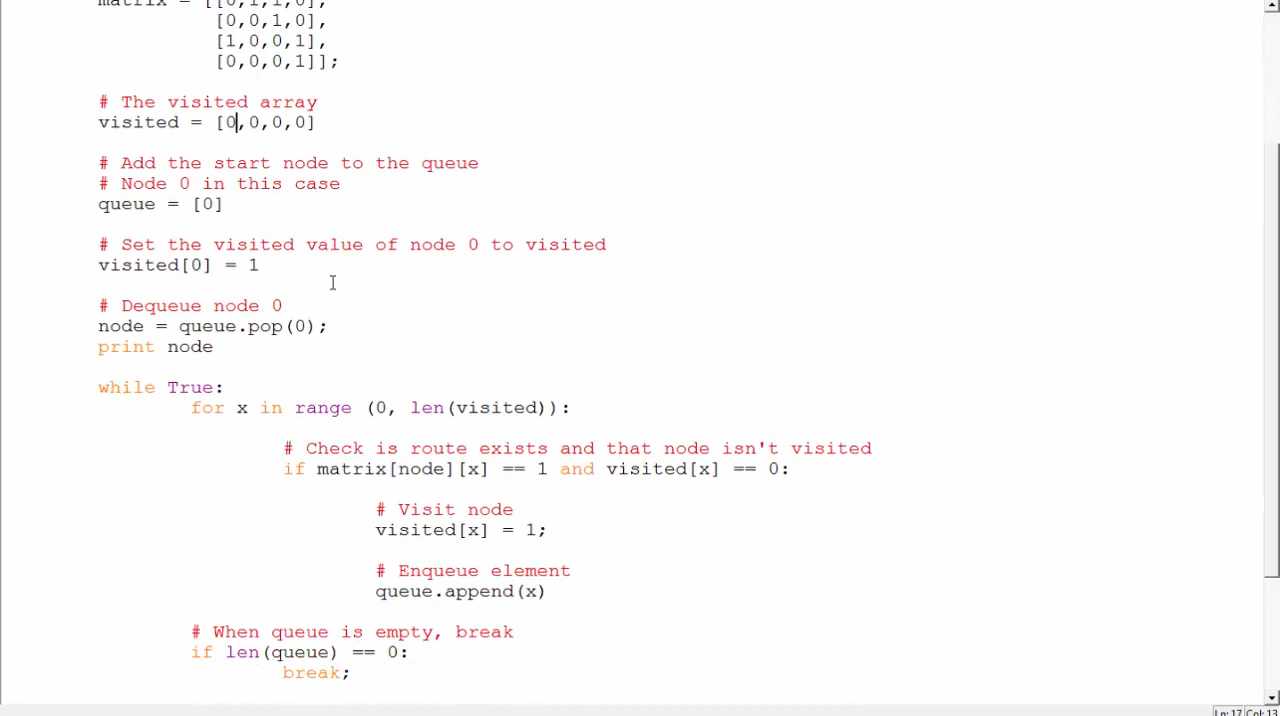 matrix = [[0,1,1,0],
[0,0,1,0],
[1,0,0,1],
[0,0,0,1]];
# The visited array
visited = [0,0,0,0]
# Add the start node to the queue
# Node 0 in this case
queue = [0]
# Set the visited value of node 0 to visited
visited[0] = 1
# Dequeue node 0
node = queue.pop(0);
print node
while True:
for x in range (0, len(visited)):
# Check is route exists and that node isn't visited
if matrix[node][x] == 1 and visited[x] == 0:
# Visit node
visited[x] = 1;
# Enqueue element
queue.append(x)
# When queue is empty, break
if len(queue) == 0:
break;
Ln: 17 Col: 13